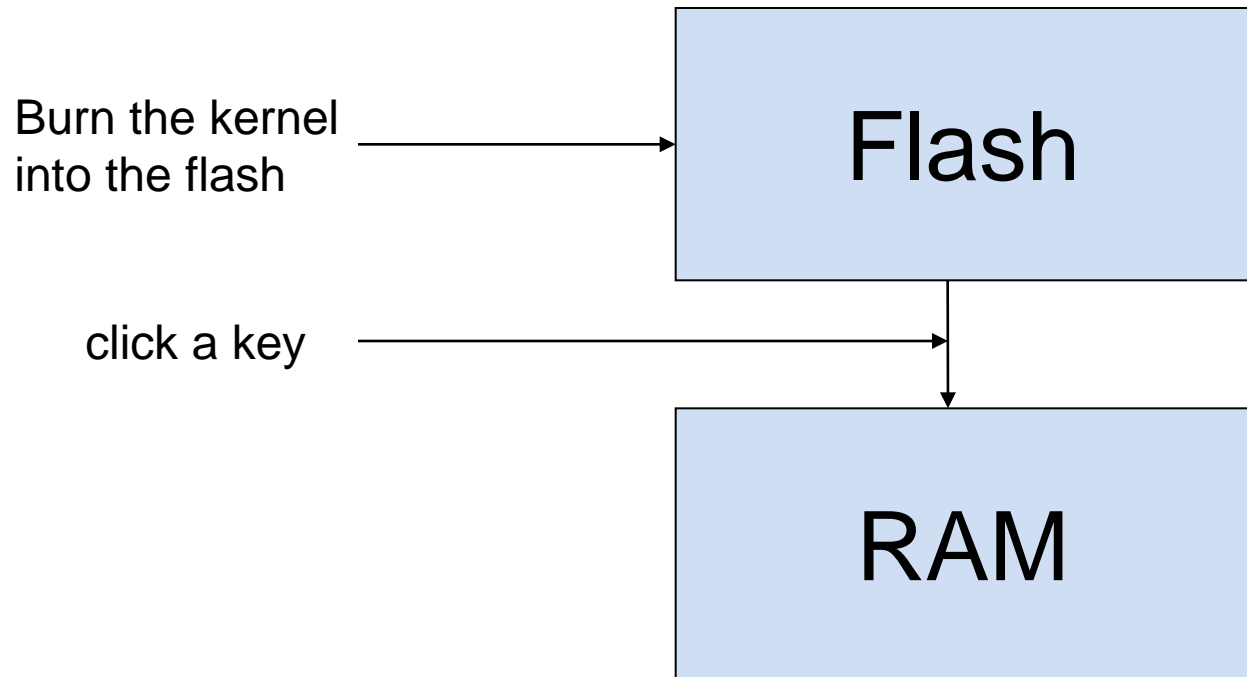 Burn the kernel
into the flash
Flash
click a key
RAM